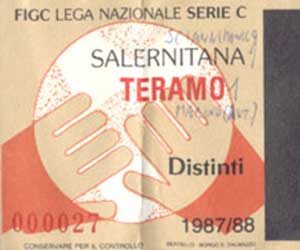 FIGC LEGA NAZIONALE SERIE C
SALERNITANA
TERAMO
Distinti
000027
1987/88
CONSERVARE PER IL CONTROLLO